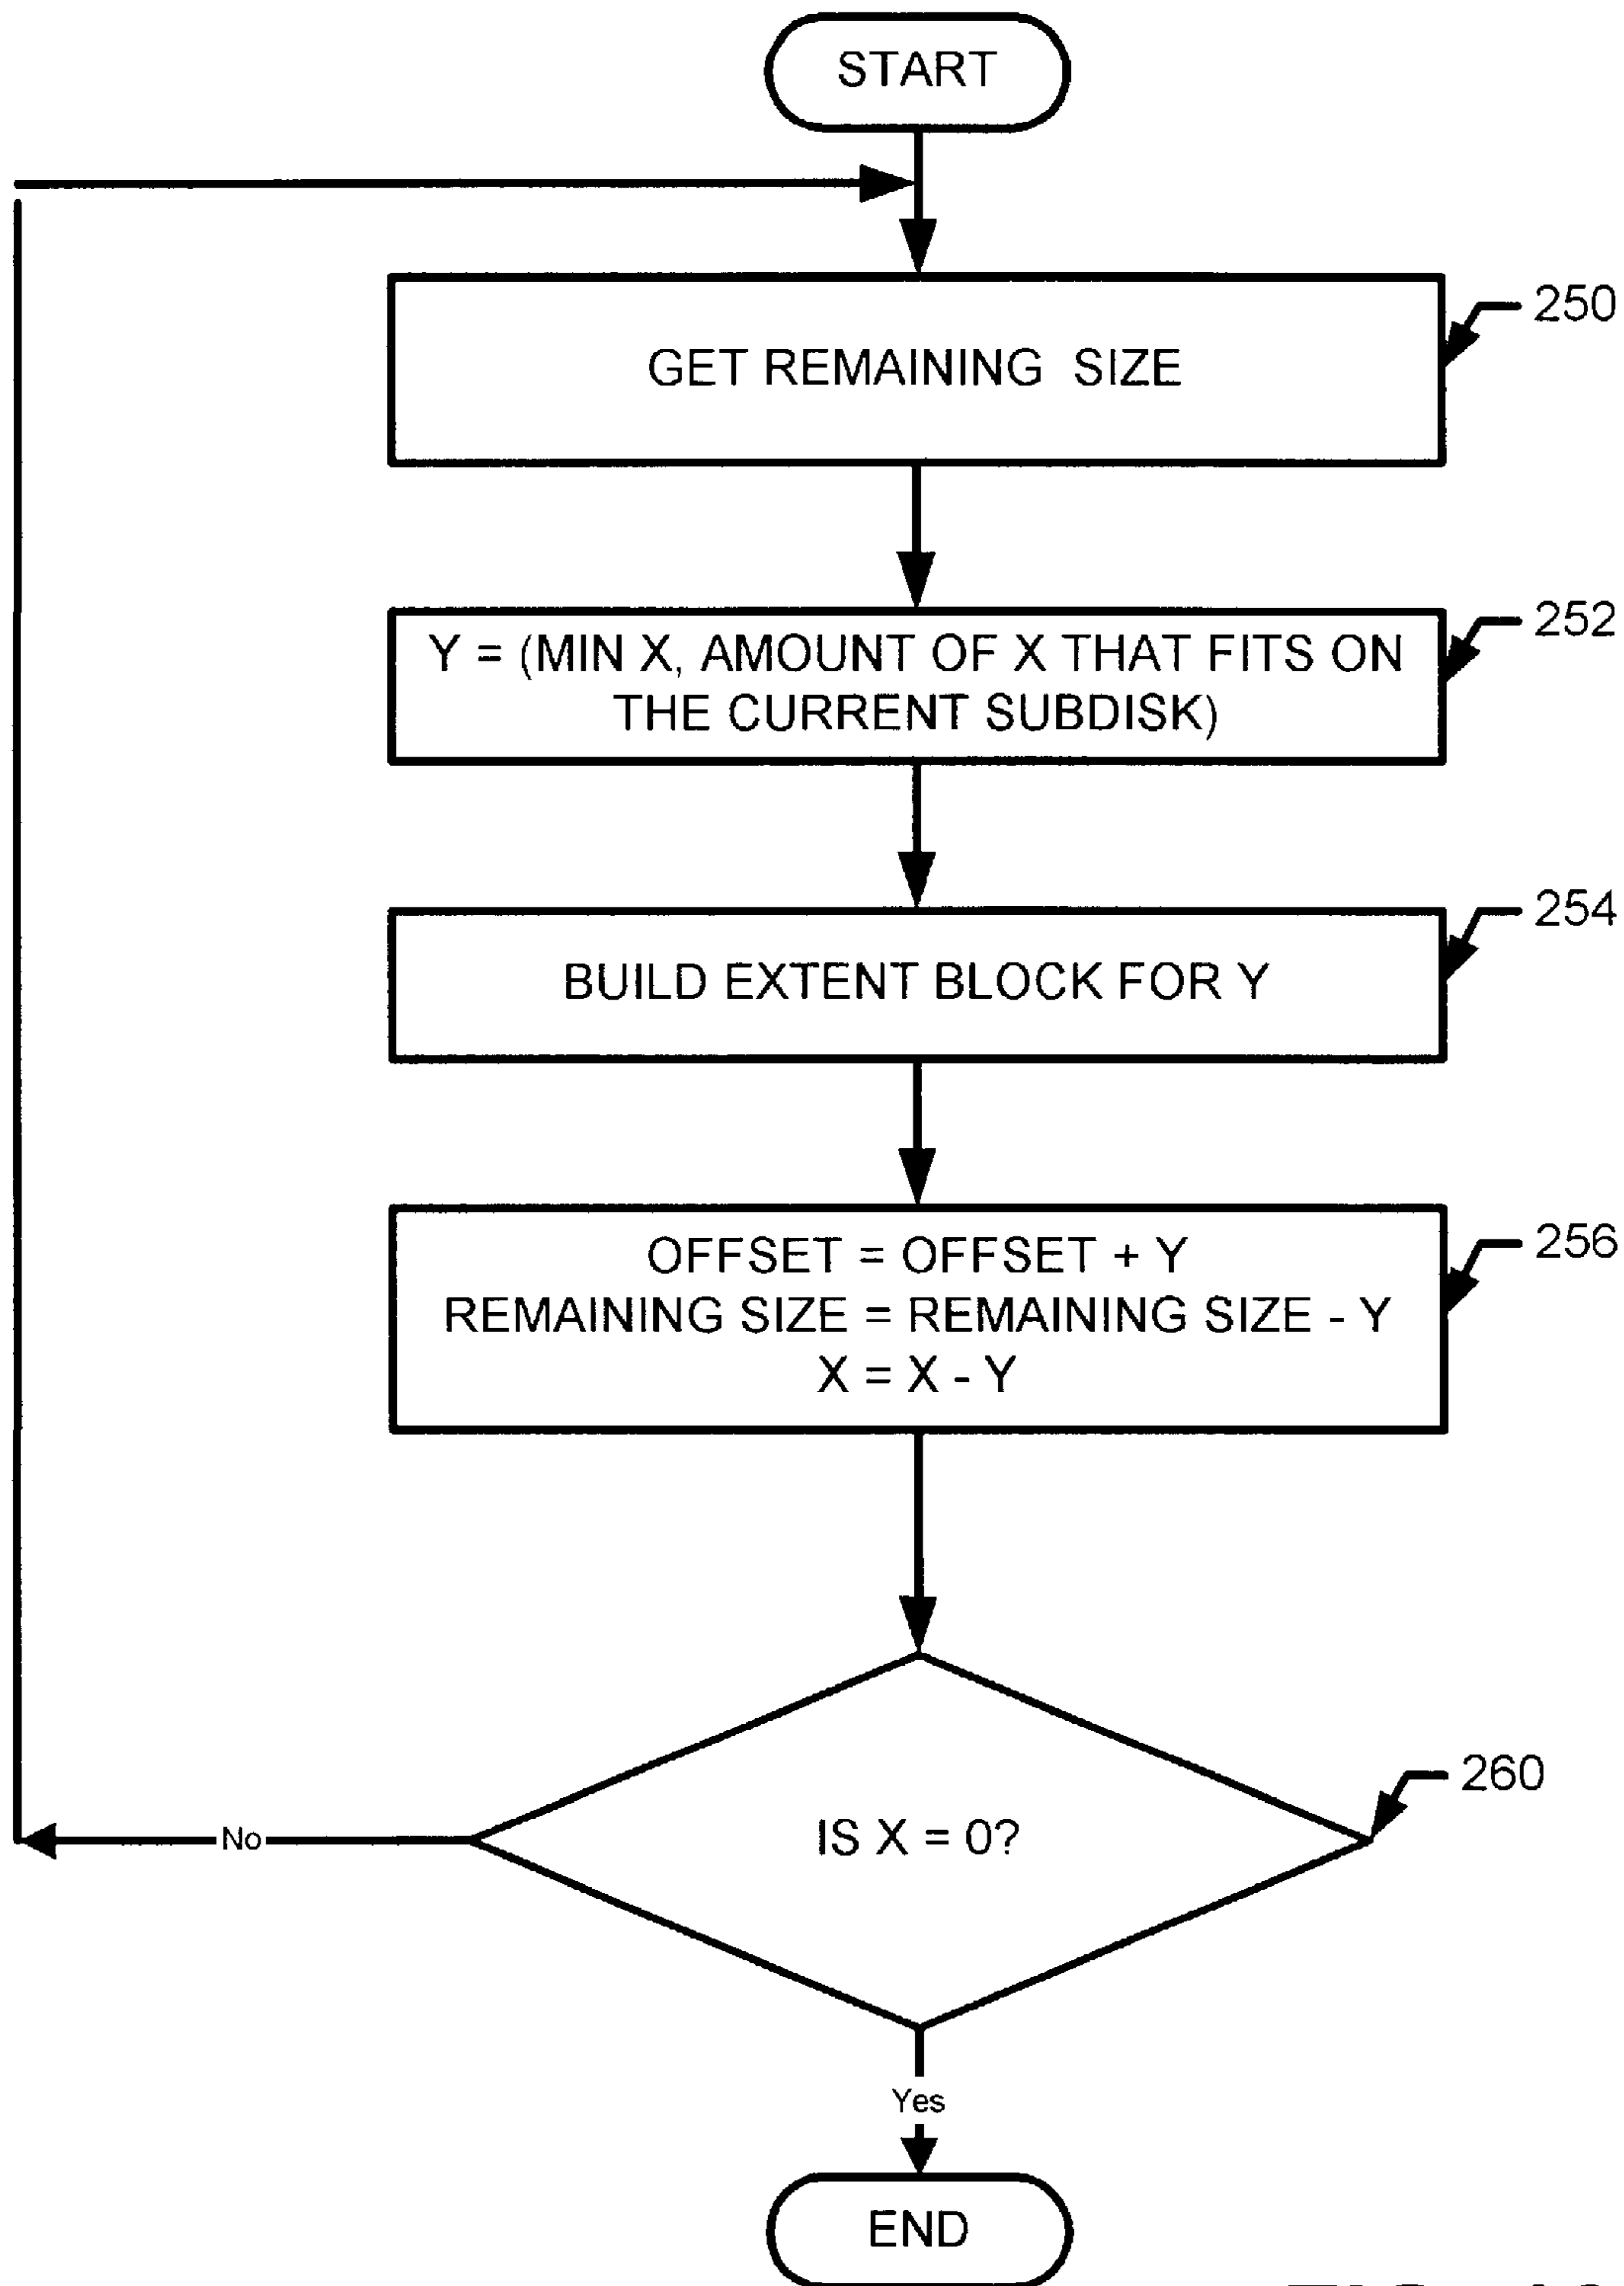 START
GET REMAINING SIZE
250
Y = (MIN X, AMOUNT OF X THAT FITS ON
THE CURRENT SUBDISK)
252
BUILD EXTENT BLOCK FOR Y
254
OFFSET = OFFSET + Y
REMAINING SIZE = REMAINING SIZE - Y
X = X - Y
256
IS X = 0?
260
No
Yes
END